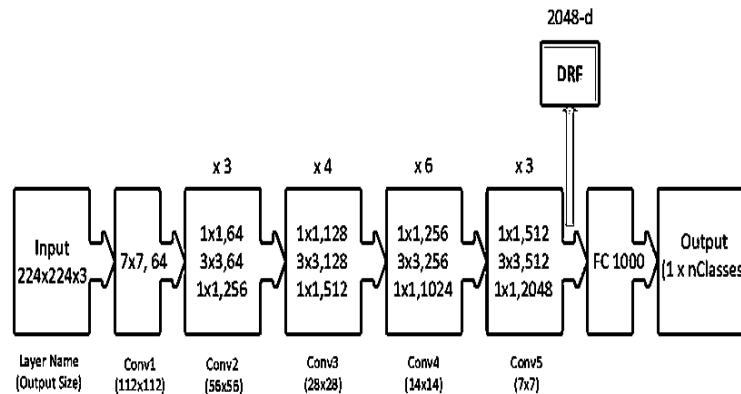 2048-d
DRF
x 3
x 4
x 6
x 3
Input
224x224x3
7x7, 64
1x1,64
3x3,64
1x1,256
1x1,128
3x3,128
1x1,512
1x1,256
3x3,256
1x1,1024
1x1,512
3x3,512
1x1,2048
FC 1000
Output
(1 x nClasses
Layer Name
(Output Size)
Conv1
(112x112)
Conv2
(56x56)
Conv3
(28x28)
Conv4
(14x14)
Conv5
(7x7)